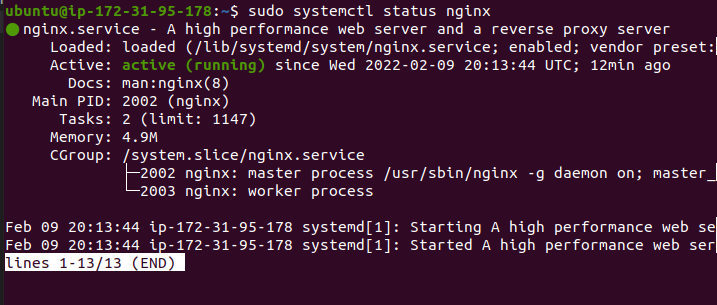 ubuntu@ip-172-31-95-178:~$ sudo systemctl status nginx
● nginx.service - A high performance web server and a reverse proxy server
     Loaded: loaded (/lib/systemd/system/nginx.service; enabled; vendor preset:
     Active: active (running) since Wed 2022-02-09 20:13:44 UTC; 12min ago
       Docs: man:nginx(8)
   Main PID: 2002 (nginx)
      Tasks: 2 (limit: 1147)
     Memory: 4.9M
     CGroup: /system.slice/nginx.service
             ├─2002 nginx: master process /usr/sbin/nginx -g daemon on; master_
             └─2003 nginx: worker process

Feb 09 20:13:44 ip-172-31-95-178 systemd[1]: Starting A high performance web se
Feb 09 20:13:44 ip-172-31-95-178 systemd[1]: Started A high performance web ser
lines 1-13/13 (END)